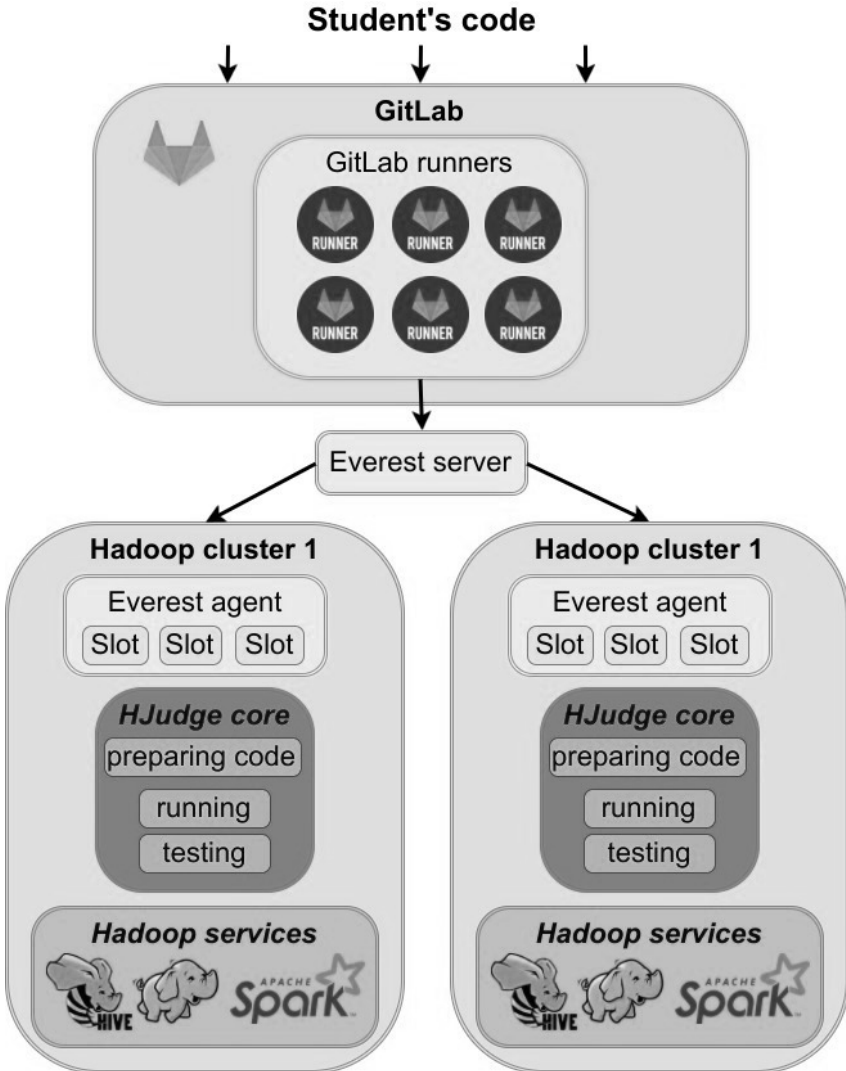 Student's code
GitLab
GitLab runners
RUNNER RUNNER RUNNER
RUNNER RUNNER RUNNER
Everest server
Hadoop cluster 1
Everest agent
Slot Slot Slot
HJudge core
preparing code
running
testing
Hadoop services
HIVE
APACHE
Spark™
Hadoop cluster 1
Everest agent
Slot Slot Slot
HJudge core
preparing code
running
testing
Hadoop services
HIVE
APACHE
Spark™